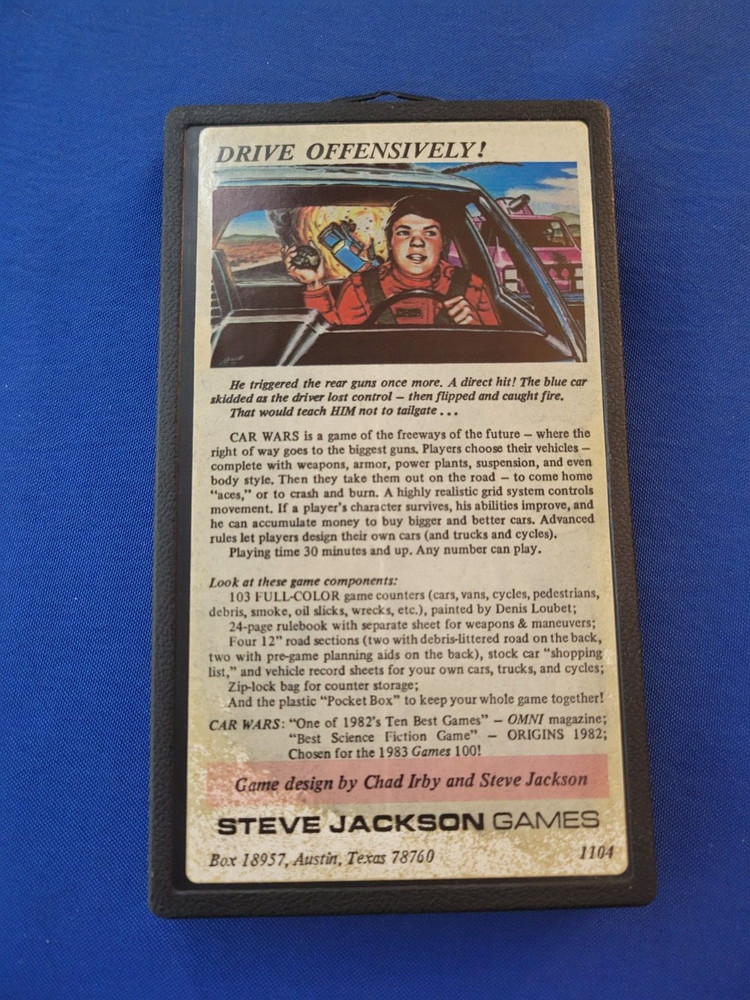 DRIVE OFFENSIVELY!
He triggered the rear guns once more. A direct hit! The blue car
skidded as the driver lost control – then flipped and caught fire.
That would teach HIM not to tailgate . . .
CAR WARS is a game of the freeways of the future – where the
right of way goes to the biggest guns. Players choose their vehicles –
complete with weapons, armor, power plants, suspension, and even
body style. Then they take them out on the road – to come home
“aces,” or to crash and burn. A highly realistic grid system controls
movement. If a player's character survives, his abilities improve, and
he can accumulate money to buy bigger and better cars. Advanced
rules let players design their own cars (and trucks and cycles).
Playing time 30 minutes and up. Any number can play.
Look at these game components:
103 FULL-COLOR game counters (cars, vans, cycles, pedestrians,
debris, smoke, oil slicks, wrecks, etc.), painted by Denis Loubet;
24-page rulebook with separate sheet for weapons & maneuvers;
Four 12” road sections (two with debris-littered road on the back,
two with pre-game planning aids on the back), stock car “shopping
list,” and vehicle record sheets for your own cars, trucks, and cycles;
Zip-lock bag for counter storage;
And the plastic “Pocket Box” to keep your whole game together!
CAR WARS: “One of 1982's Ten Best Games” – OMNI magazine;
“Best Science Fiction Game” – ORIGINS 1982;
Chosen for the 1983 Games 100!
Game design by Chad Irby and Steve Jackson
STEVE JACKSON GAMES
Box 18957, Austin, Texas 78760
1104